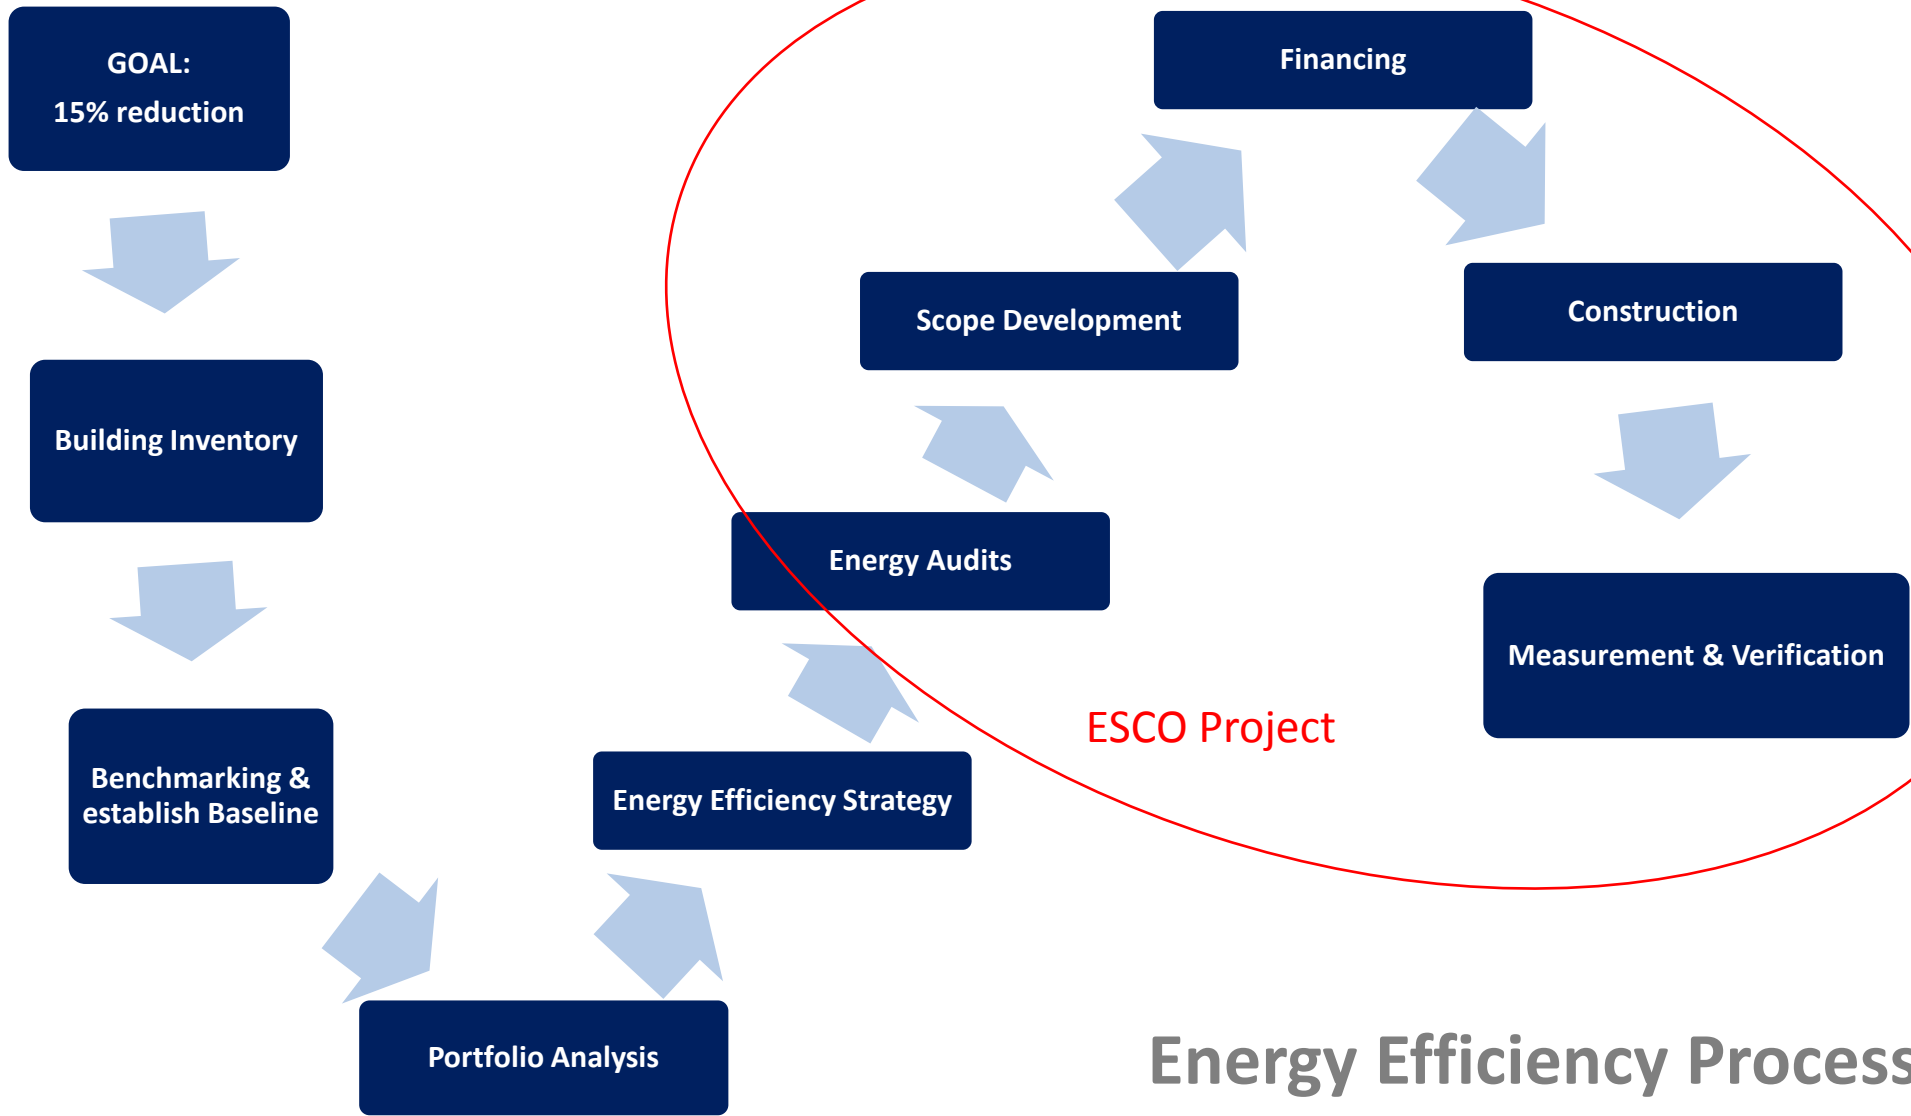 GOAL:
15% reduction
Building Inventory
Benchmarking &
establish Baseline
Portfolio Analysis
Energy Efficiency Strategy
Energy Audits
Scope Development
Financing
Construction
Measurement & Verification
ESCO Project
Energy Efficiency Process